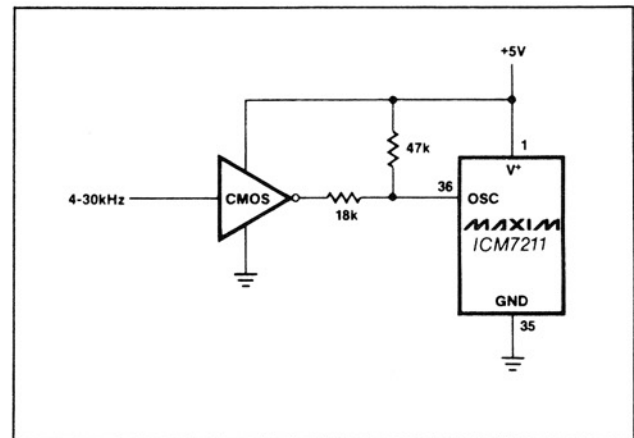 +5V
47k
1
V+
4-30kHz
CMOS
18k
36
OSC
MAXIM
ICM7211
GND
35